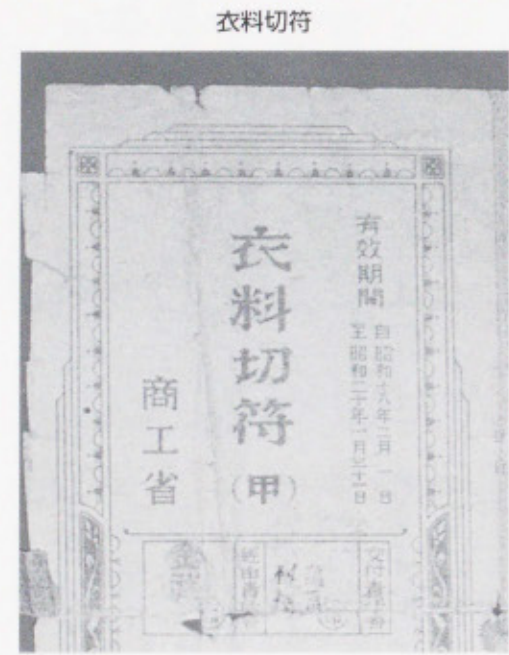 衣料切符
有效期間
自昭和十八年二月一日
至昭和二十年一月三十一日
衣料切符
(甲)
商工省